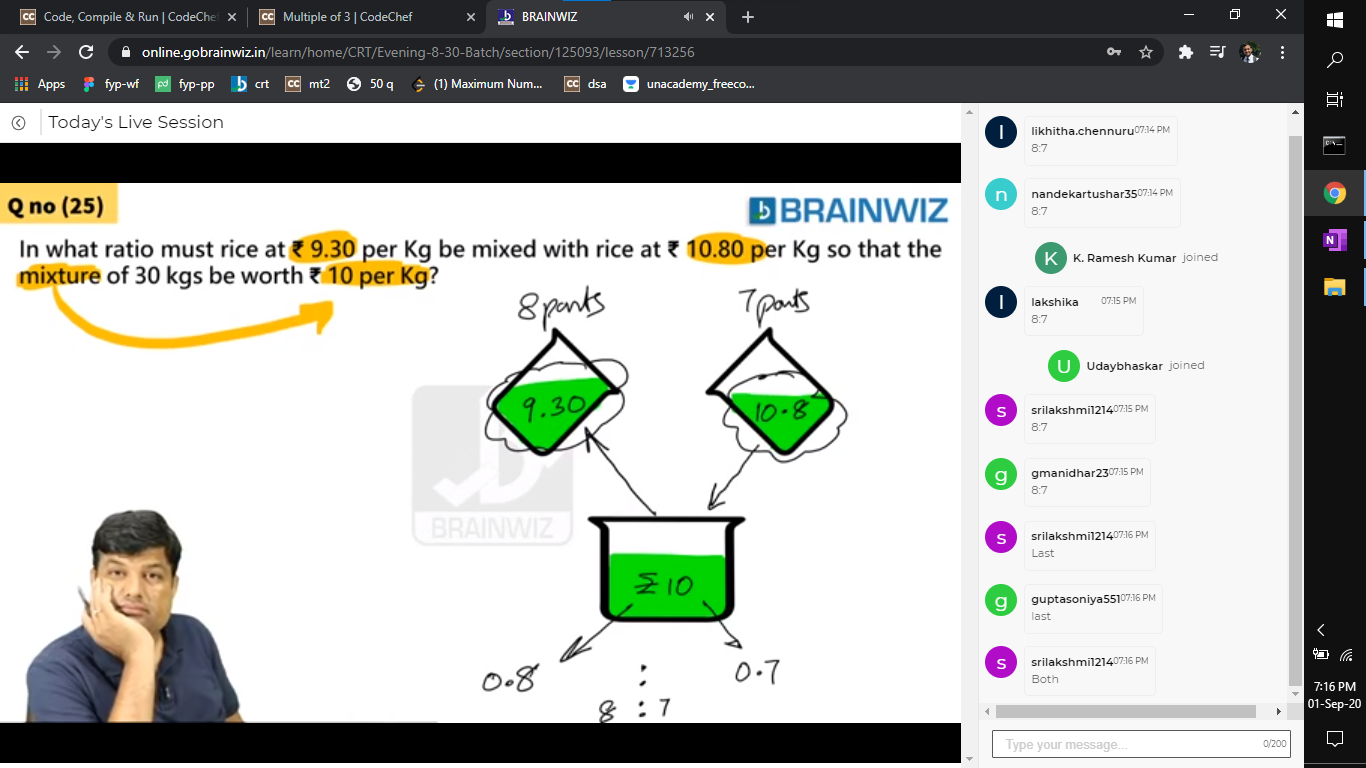 Code, Compile & Run | CodeChef
Multiple of 3 | CodeChef
BRAINWIZ
online.gobrainwiz.in/learn/home/CRT/Evening-8-30-Batch/section/125093/lesson/713256
Apps
fyp-wf
pd
fyp-pp
b
crt
CC
mt2
50 q
(1) Maximum Num...
CC
dsa
unacademy_freeco...
Today's Live Session
Q no (25)
BRAINWIZ
In what ratio must rice at ₹ 9.30 per Kg be mixed with rice at ₹ 10.80 per Kg so that the
mixture of 30 kgs be worth ₹ 10 per Kg?
8 parts
7 parts
9.30
10.8
BRAINWIZ
₹10
0.8 : 0.7
8 : 7
l
likhitha.chennuru 07:14 PM
8:7
n
nandekartushar35 07:14 PM
8:7
K
K. Ramesh Kumar joined
l
lakshika 07:15 PM
8:7
U
Udaybhaskar joined
s
srilakshmi1214 07:15 PM
8:7
g
gmanidhar23 07:15 PM
8:7
s
srilakshmi1214 07:16 PM
Last
g
guptasoniya551 07:16 PM
last
s
srilakshmi1214 07:16 PM
Both
Type your message...
0/200
7:16 PM
01-Sep-20